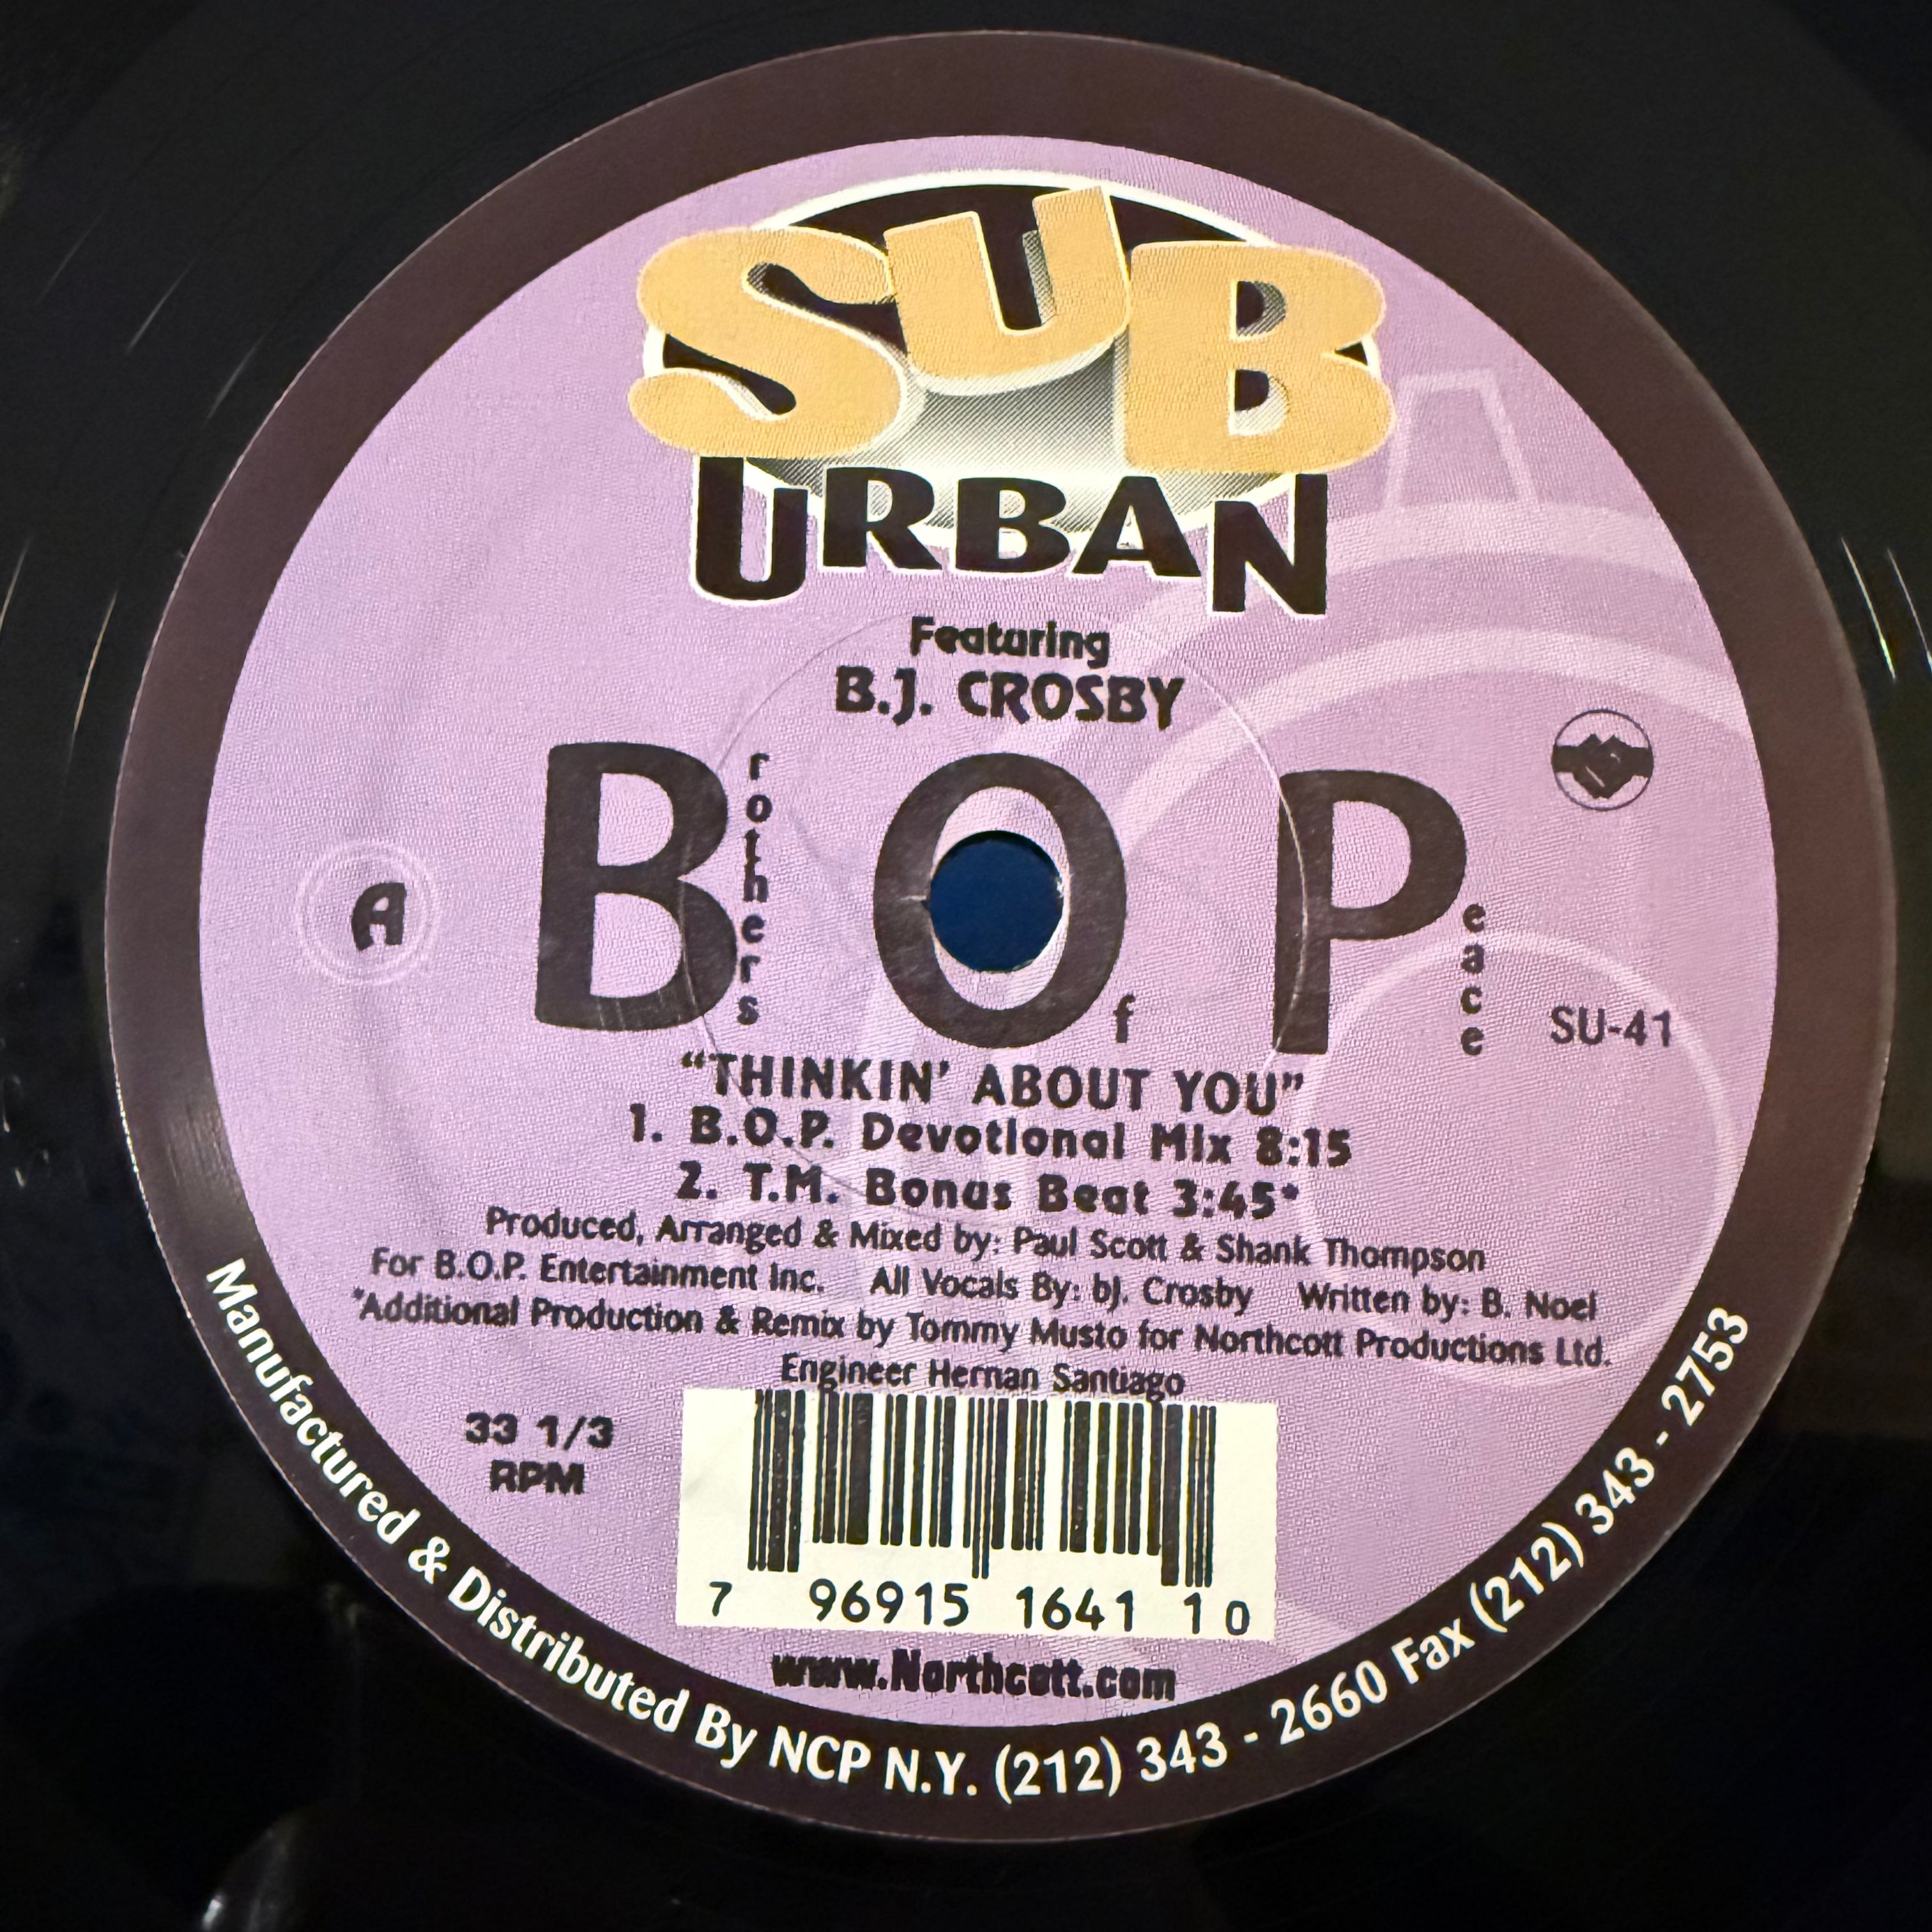 SUB
URBAN
Featuring
B.J. CROSBY
Brothers Of Peace
A
SU-41
“THINKIN’ ABOUT YOU”
1. B.O.P. Devotional Mix 8:15
2. T.M. Bonus Beat 3:45*
Produced, Arranged & Mixed by: Paul Scott & Shank Thompson
For B.O.P. Entertainment Inc. All Vocals By: bJ. Crosby Written by: B. Noel
*Additional Production & Remix by Tommy Musto for Northcott Productions Ltd.
Engineer Hernan Santiago
33 1/3
RPM
7 96915 1641 1 0
www.Northcott.com
Manufactured & Distributed By NCP N.Y. (212) 343 - 2660 Fax (212) 343 - 2753